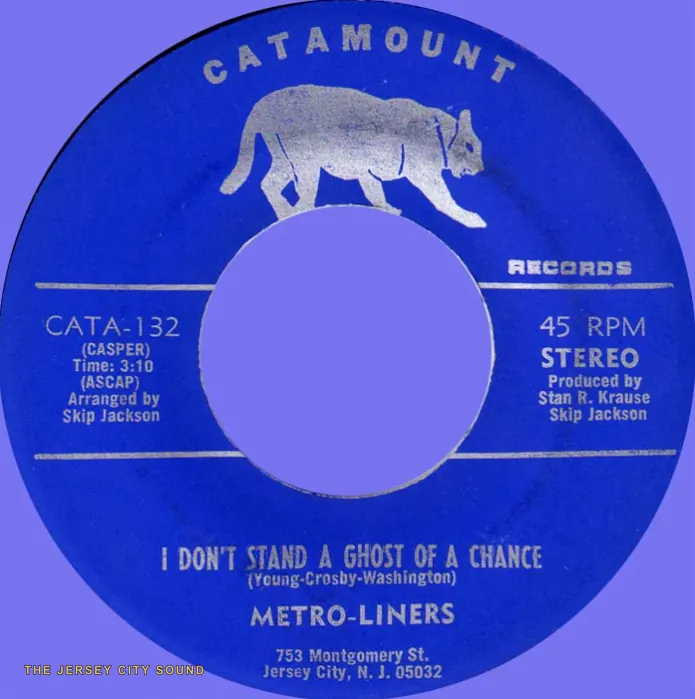 CATAMOUNT
RECORDS
CATA-132
(CASPER)
Time: 3:10
(ASCAP)
Arranged by
Skip Jackson
45 RPM
STEREO
Produced by
Stan R. Krause
Skip Jackson
I DON'T STAND A GHOST OF A CHANCE
(Young-Crosby-Washington)
METRO-LINERS
753 Montgomery St.
Jersey City, N. J. 05032
THE JERSEY CITY SOUND